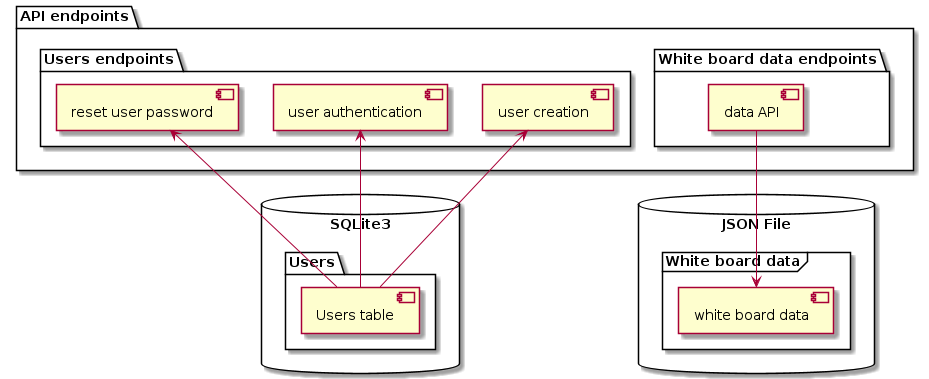 API endpoints
Users endpoints
White board data endpoints
reset user password
user authentication
user creation
data API
SQLite3
JSON File
Users
White board data
Users table
white board data